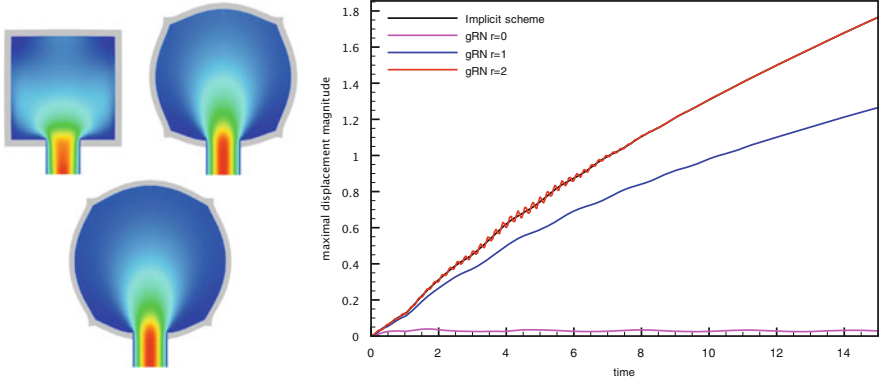 1.8
1.6
1.4
1.2
1
0.8
0.6
0.4
0.2
0
maximal displacement magnitude
Implicit scheme
gRN r=0
gRN r=1
gRN r=2
0 2 4 6 8 10 12 14
time